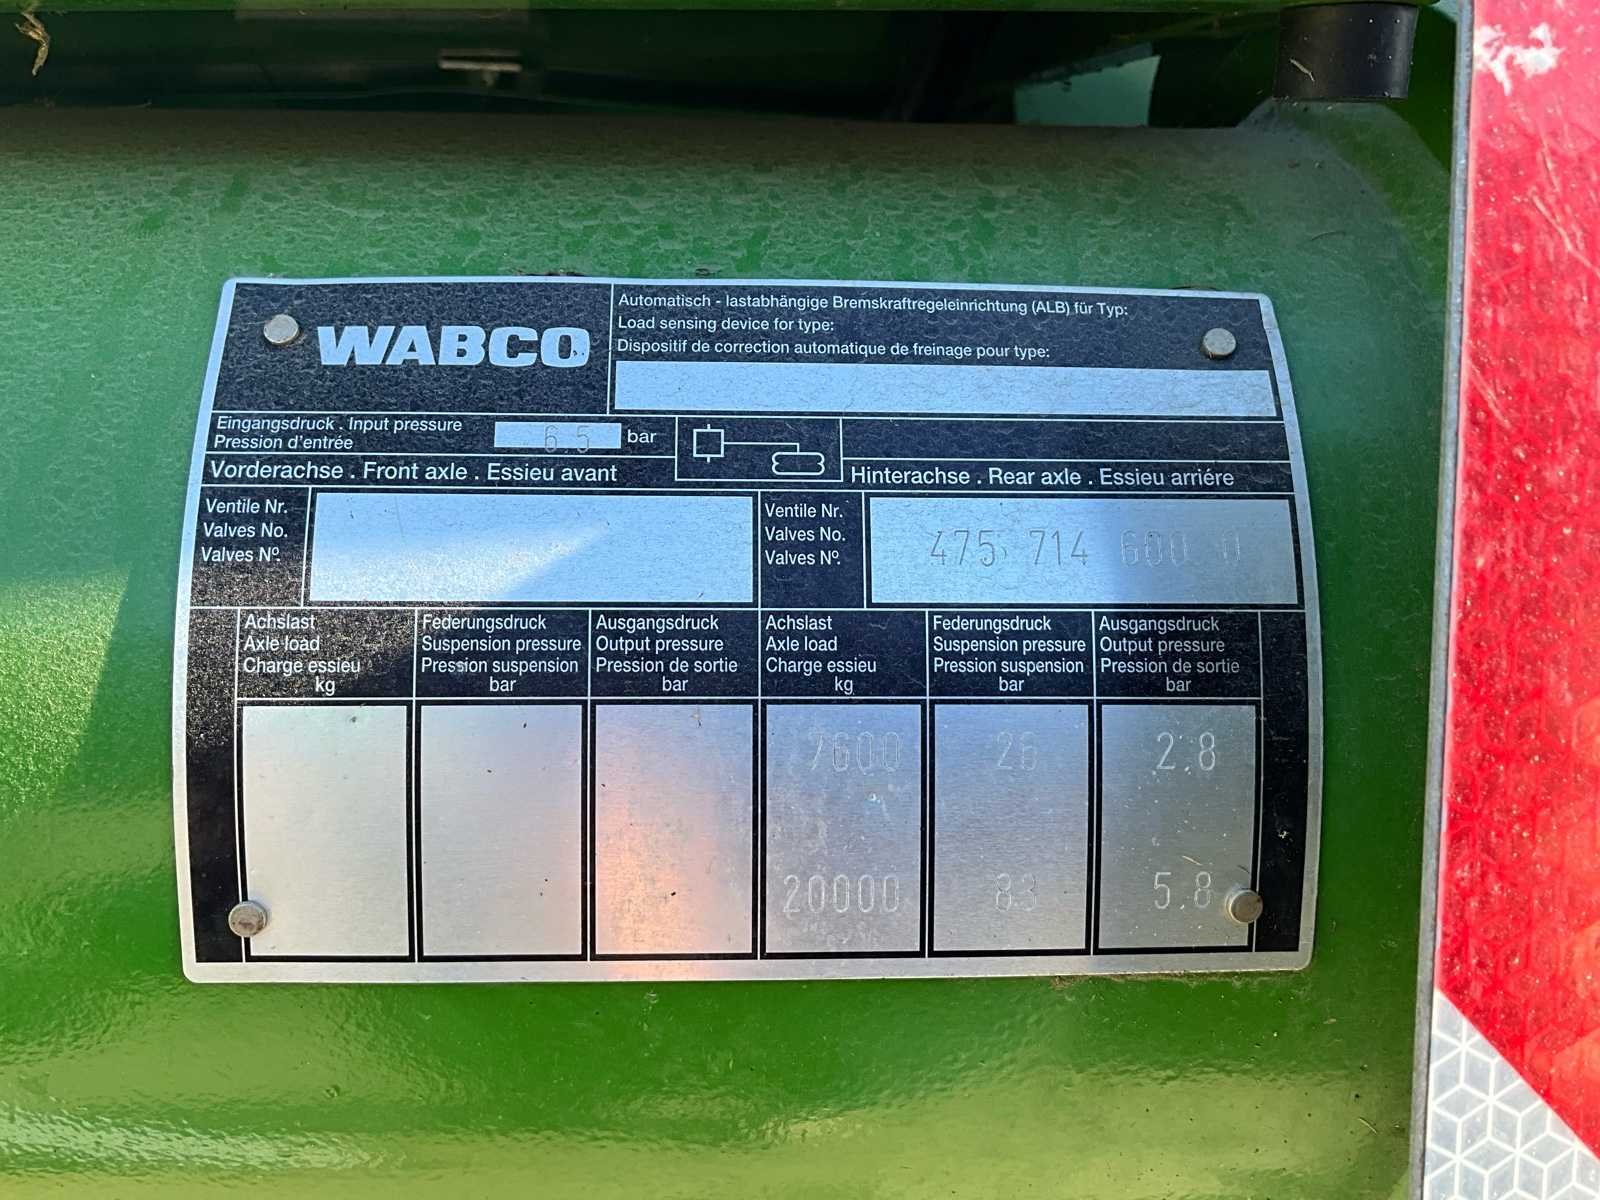 WABCO
Automatisch - lastabhängige Bremskraftregeleinrichtung (ALB) für Typ:
Load sensing device for type:
Dispositif de correction automatique de freinage pour type:
Eingangsdruck . Input pressure
Pression d'entrée
6.5 bar
Vorderachse . Front axle . Essieu avant
Hinterachse . Rear axle . Essieu arriére
Ventile Nr.
Valves No.
Valves Nº.
Ventile Nr.
Valves No.
Valves Nº.
475 714 600 0
Achslast
Axle load
Charge essieu
kg
Federungsdruck
Suspension pressure
Pression suspension
bar
Ausgangsdruck
Output pressure
Pression de sortie
bar
Achslast
Axle load
Charge essieu
kg
Federungsdruck
Suspension pressure
Pression suspension
bar
Ausgangsdruck
Output pressure
Pression de sortie
bar
7600 26 2.8
20000 83 5.8